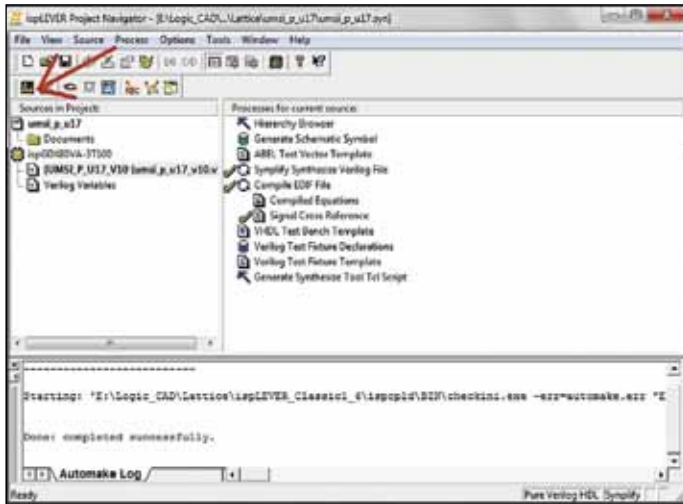 ispLEVER Project Navigator - [E:\Logic_CAD\...\Lattice\umsi_p_u17\umsi_p_u17.syn]
File View Source Process Options Tools Window Help
Sources in Project:
umsi_p_u17
Documents
Verilog Variables
Processes for current source:
Hierarchy Browser
Generate Schematic Symbol
ABEL Test Vector Template
Synplify Synthesize Verilog File
Compile EDIF File
Compiled Equations
Signal Cross Reference
VHDL Test Bench Template
Verilog Test Fixture Declarations
Verilog Test Fixture Template
Generate Synthesize Tool Tcl Script
Starting: "E:\Logic_CAD\Lattice\ispLEVER_Classic1_4\ispcpld\BIN\checkini.exe -err=automake.err "E
Done: completed successfully.
Automake Log
Ready
Pure Verilog HDL Synplify